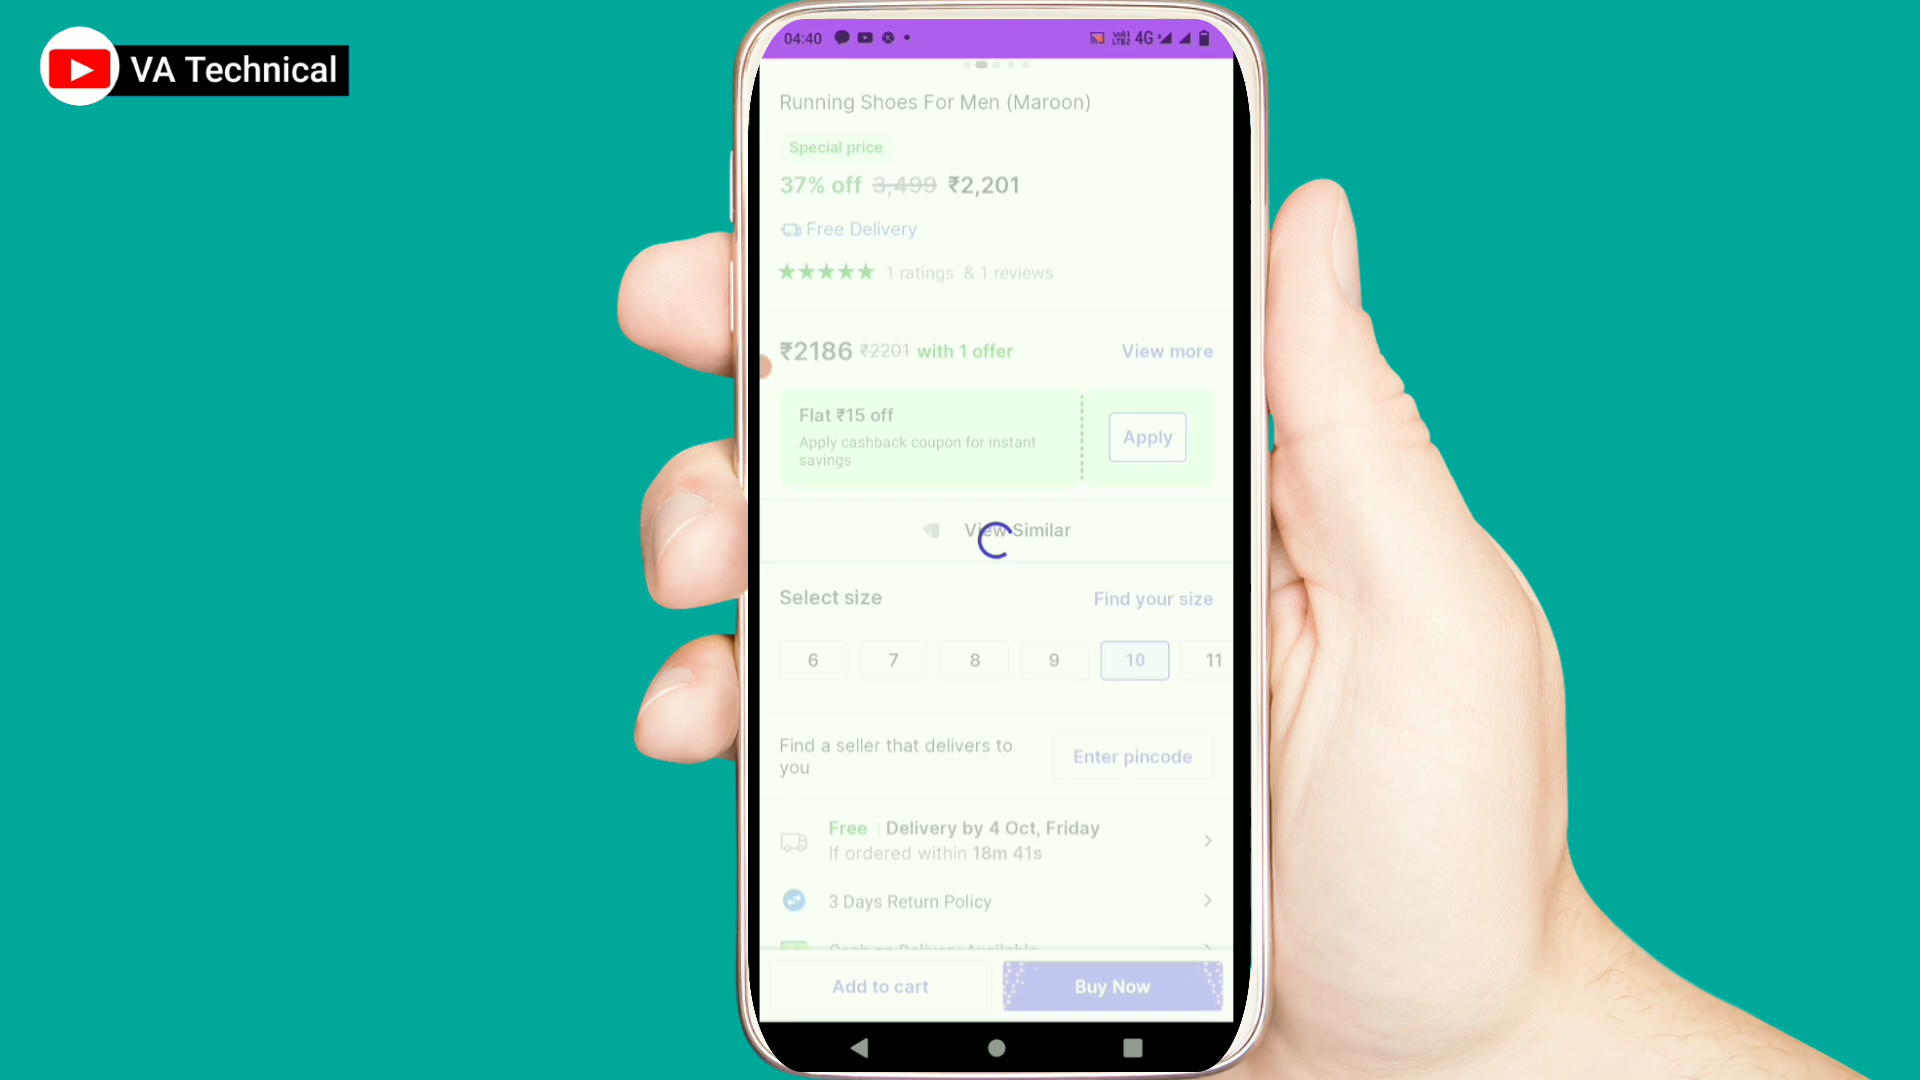 VA Technical
04:40
4G
Running Shoes For Men (Maroon)
Special price
37% off 3,499 ₹2,201
Free Delivery
1 ratings & 1 reviews
₹2186 ₹2201 with 1 offer
View more
Flat ₹15 off
Apply cashback coupon for instant
savings
Apply
View Similar
Select size
Find your size
6 7 8 9 10 11
Find a seller that delivers to
you
Enter pincode
Free Delivery by 4 Oct, Friday
If ordered within 18m 41s
3 Days Return Policy
Cash on Delivery Available
Add to cart
Buy Now